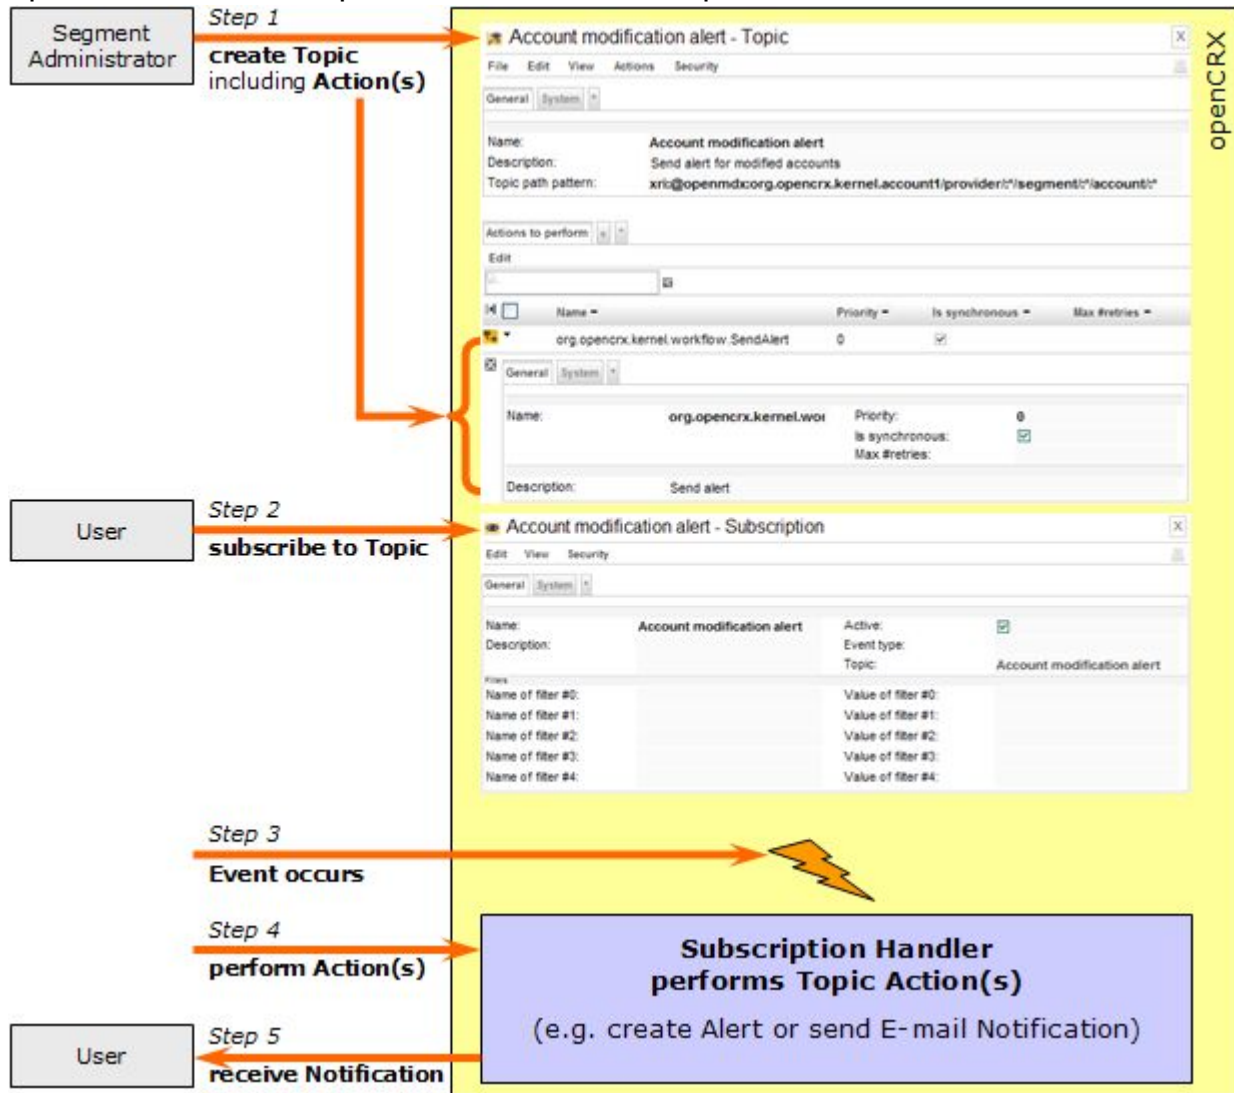 Segment
Administrator
Step 1
create Topic
including Action(s)
openCRX
Account modification alert - Topic
File Edit View Actions Security
General System
Name: Account modification alert
Description: Send alert for modified accounts
Topic path pattern: xri:@openmdx:org.opencrx.kernel.account1/provider/:*/segment/:*/account/:*
Actions to perform
Edit
Name Priority Is synchronous Max #retries
org.opencrx.kernel.workflow.SendAlert 0
General System
Name: org.opencrx.kernel.wor Priority: 0
Is synchronous:
Max #retries:
Description: Send alert
User
Step 2
subscribe to Topic
Account modification alert - Subscription
Edit View Security
General System
Name: Account modification alert Active:
Description: Event type:
Topic: Account modification alert
Filters
Name of filter #0: Value of filter #0:
Name of filter #1: Value of filter #1:
Name of filter #2: Value of filter #2:
Name of filter #3: Value of filter #3:
Name of filter #4: Value of filter #4:
Step 3
Event occurs
Step 4
perform Action(s)
Subscription Handler
performs Topic Action(s)
(e.g. create Alert or send E-mail Notification)
User
Step 5
receive Notification